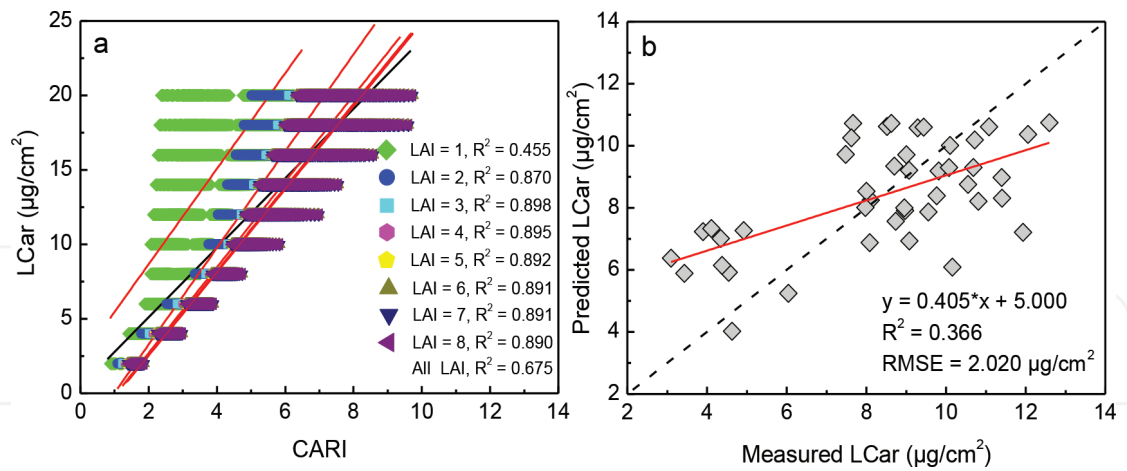 a
LCar (µg/cm²)
25
20
15
10
5
0
LAI = 1, R² = 0.455
LAI = 2, R² = 0.870
LAI = 3, R² = 0.898
LAI = 4, R² = 0.895
LAI = 5, R² = 0.892
LAI = 6, R² = 0.891
LAI = 7, R² = 0.891
LAI = 8, R² = 0.890
All LAI, R² = 0.675
0 2 4 6 8 10 12 14
CARI
b
Predicted LCar (µg/cm²)
14
12
10
8
6
4
2
y = 0.405*x + 5.000
R² = 0.366
RMSE = 2.020 µg/cm²
2 4 6 8 10 12 14
Measured LCar (µg/cm²)